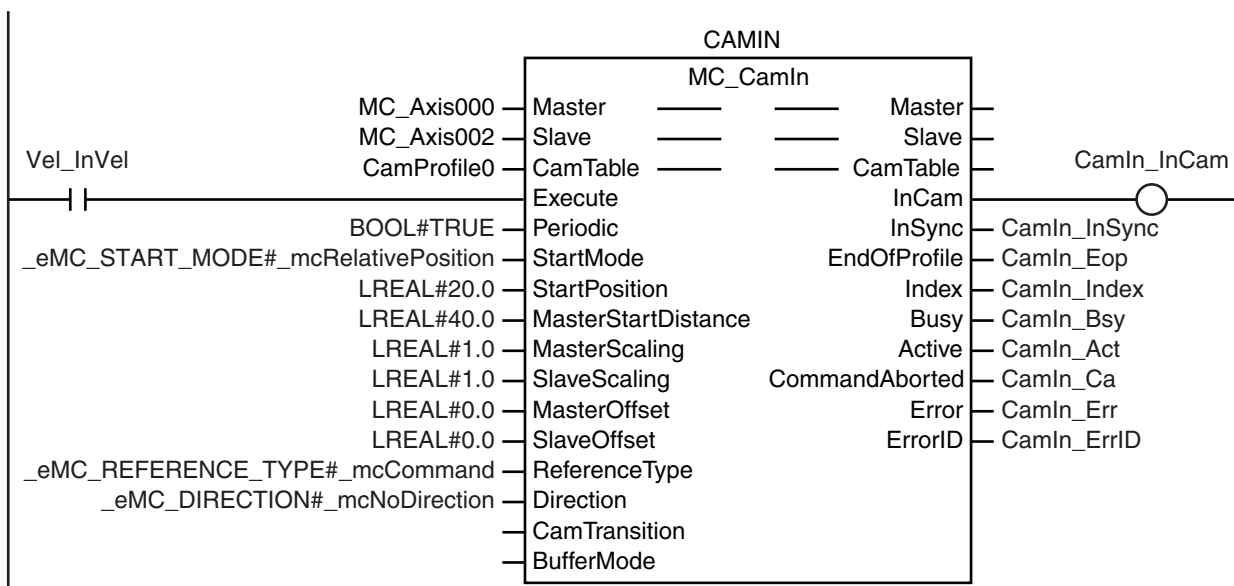 CAMIN
MC_CamIn
MC_Axis000 Master Master
MC_Axis002 Slave Slave
Vel_InVel CamProfile0 CamTable CamTable CamIn_InCam
Execute InCam
BOOL#TRUE Periodic InSync CamIn_InSync
_eMC_START_MODE#_mcRelativePosition StartMode EndOfProfile CamIn_Eop
LREAL#20.0 StartPosition Index CamIn_Index
LREAL#40.0 MasterStartDistance Busy CamIn_Bsy
LREAL#1.0 MasterScaling Active CamIn_Act
LREAL#1.0 SlaveScaling CommandAborted CamIn_Ca
LREAL#0.0 MasterOffset Error CamIn_Err
LREAL#0.0 SlaveOffset ErrorID CamIn_ErrID
_eMC_REFERENCE_TYPE#_mcCommand ReferenceType
_eMC_DIRECTION#_mcNoDirection Direction
CamTransition
BufferMode